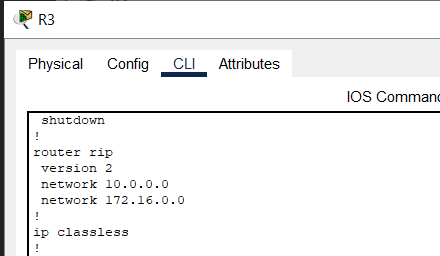 R3
Physical Config CLI Attributes
IOS Comman
shutdown
!
router rip
version 2
network 10.0.0.0
network 172.16.0.0
!
ip classless
!